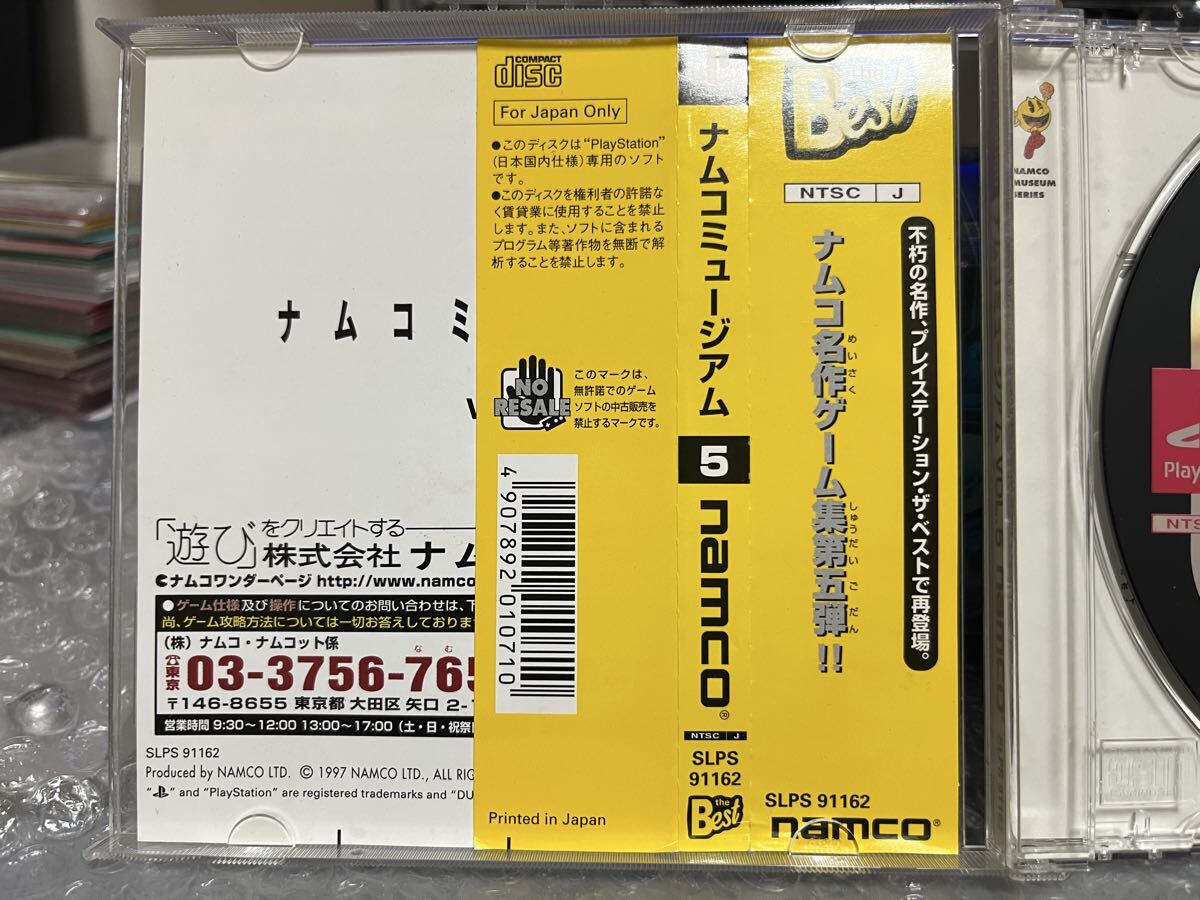 ナムコミ
「遊び」をクリエイトする
株式会社 ナム
ナムコワンダーページ http://www.namco
●ゲーム仕様及び操作についてのお問い合わせは、下
尚、ゲーム攻略方法については一切お答えしておりま
(株) ナムコ・ナムコット係
なむ
☎東京 03-3756-765
〒146-8655 東京都 大田区 矢口 2-1
営業時間 9:30〜12:00 13:00〜17:00 (土・日・祝祭
SLPS 91162
Produced by NAMCO LTD. © 1997 NAMCO LTD., ALL RIG
" " and "PlayStation" are registered trademarks and "DU
COMPACT
disc
For Japan Only
●このディスクは"PlayStation"
(日本国内仕様)専用のソフト
です。
●このディスクを権利者の許諾な
く賃貸業に使用することを禁止
します。また、ソフトに含まれる
プログラム等著作物を無断で解
析することを禁止します。
NO
RESALE
このマークは、
無許諾でのゲーム
ソフトの中古販売を
禁止するマークです。
4907892010710
Printed in Japan
ナムコミュージアム
5
namco®
NTSC J
SLPS
91162
the
Best
the
Best
NTSC J
不朽の名作、プレイステーション・ザ・ベストで再登場。
ナムコ名作ゲーム集第五弾!!
めいさく
しゅうだいごだん
SLPS 91162
namco®
NAMCO
MUSEUM
SERIES
Play
NTS